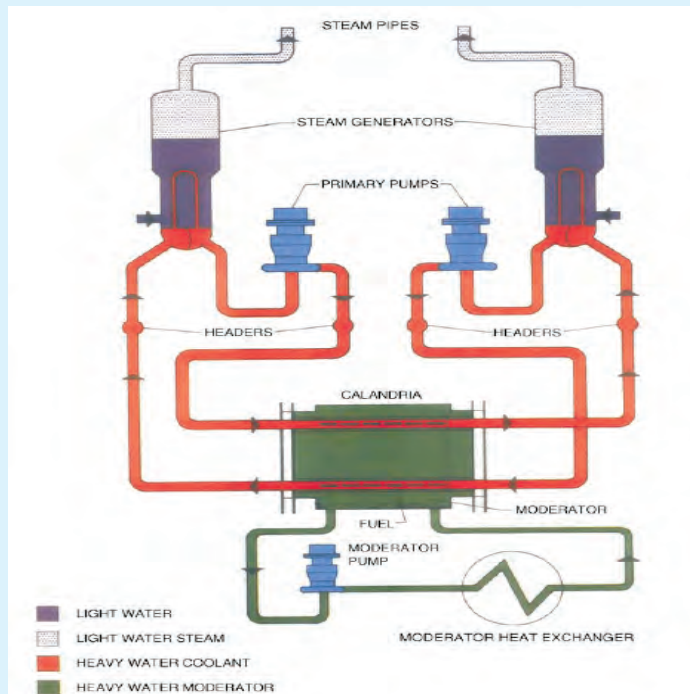 STEAM PIPES
STEAM GENERATORS
PRIMARY PUMPS
HEADERS
HEADERS
CALANDRIA
MODERATOR
FUEL
MODERATOR
PUMP
MODERATOR HEAT EXCHANGER
LIGHT WATER
LIGHT WATER STEAM
HEAVY WATER COOLANT
HEAVY WATER MODERATOR